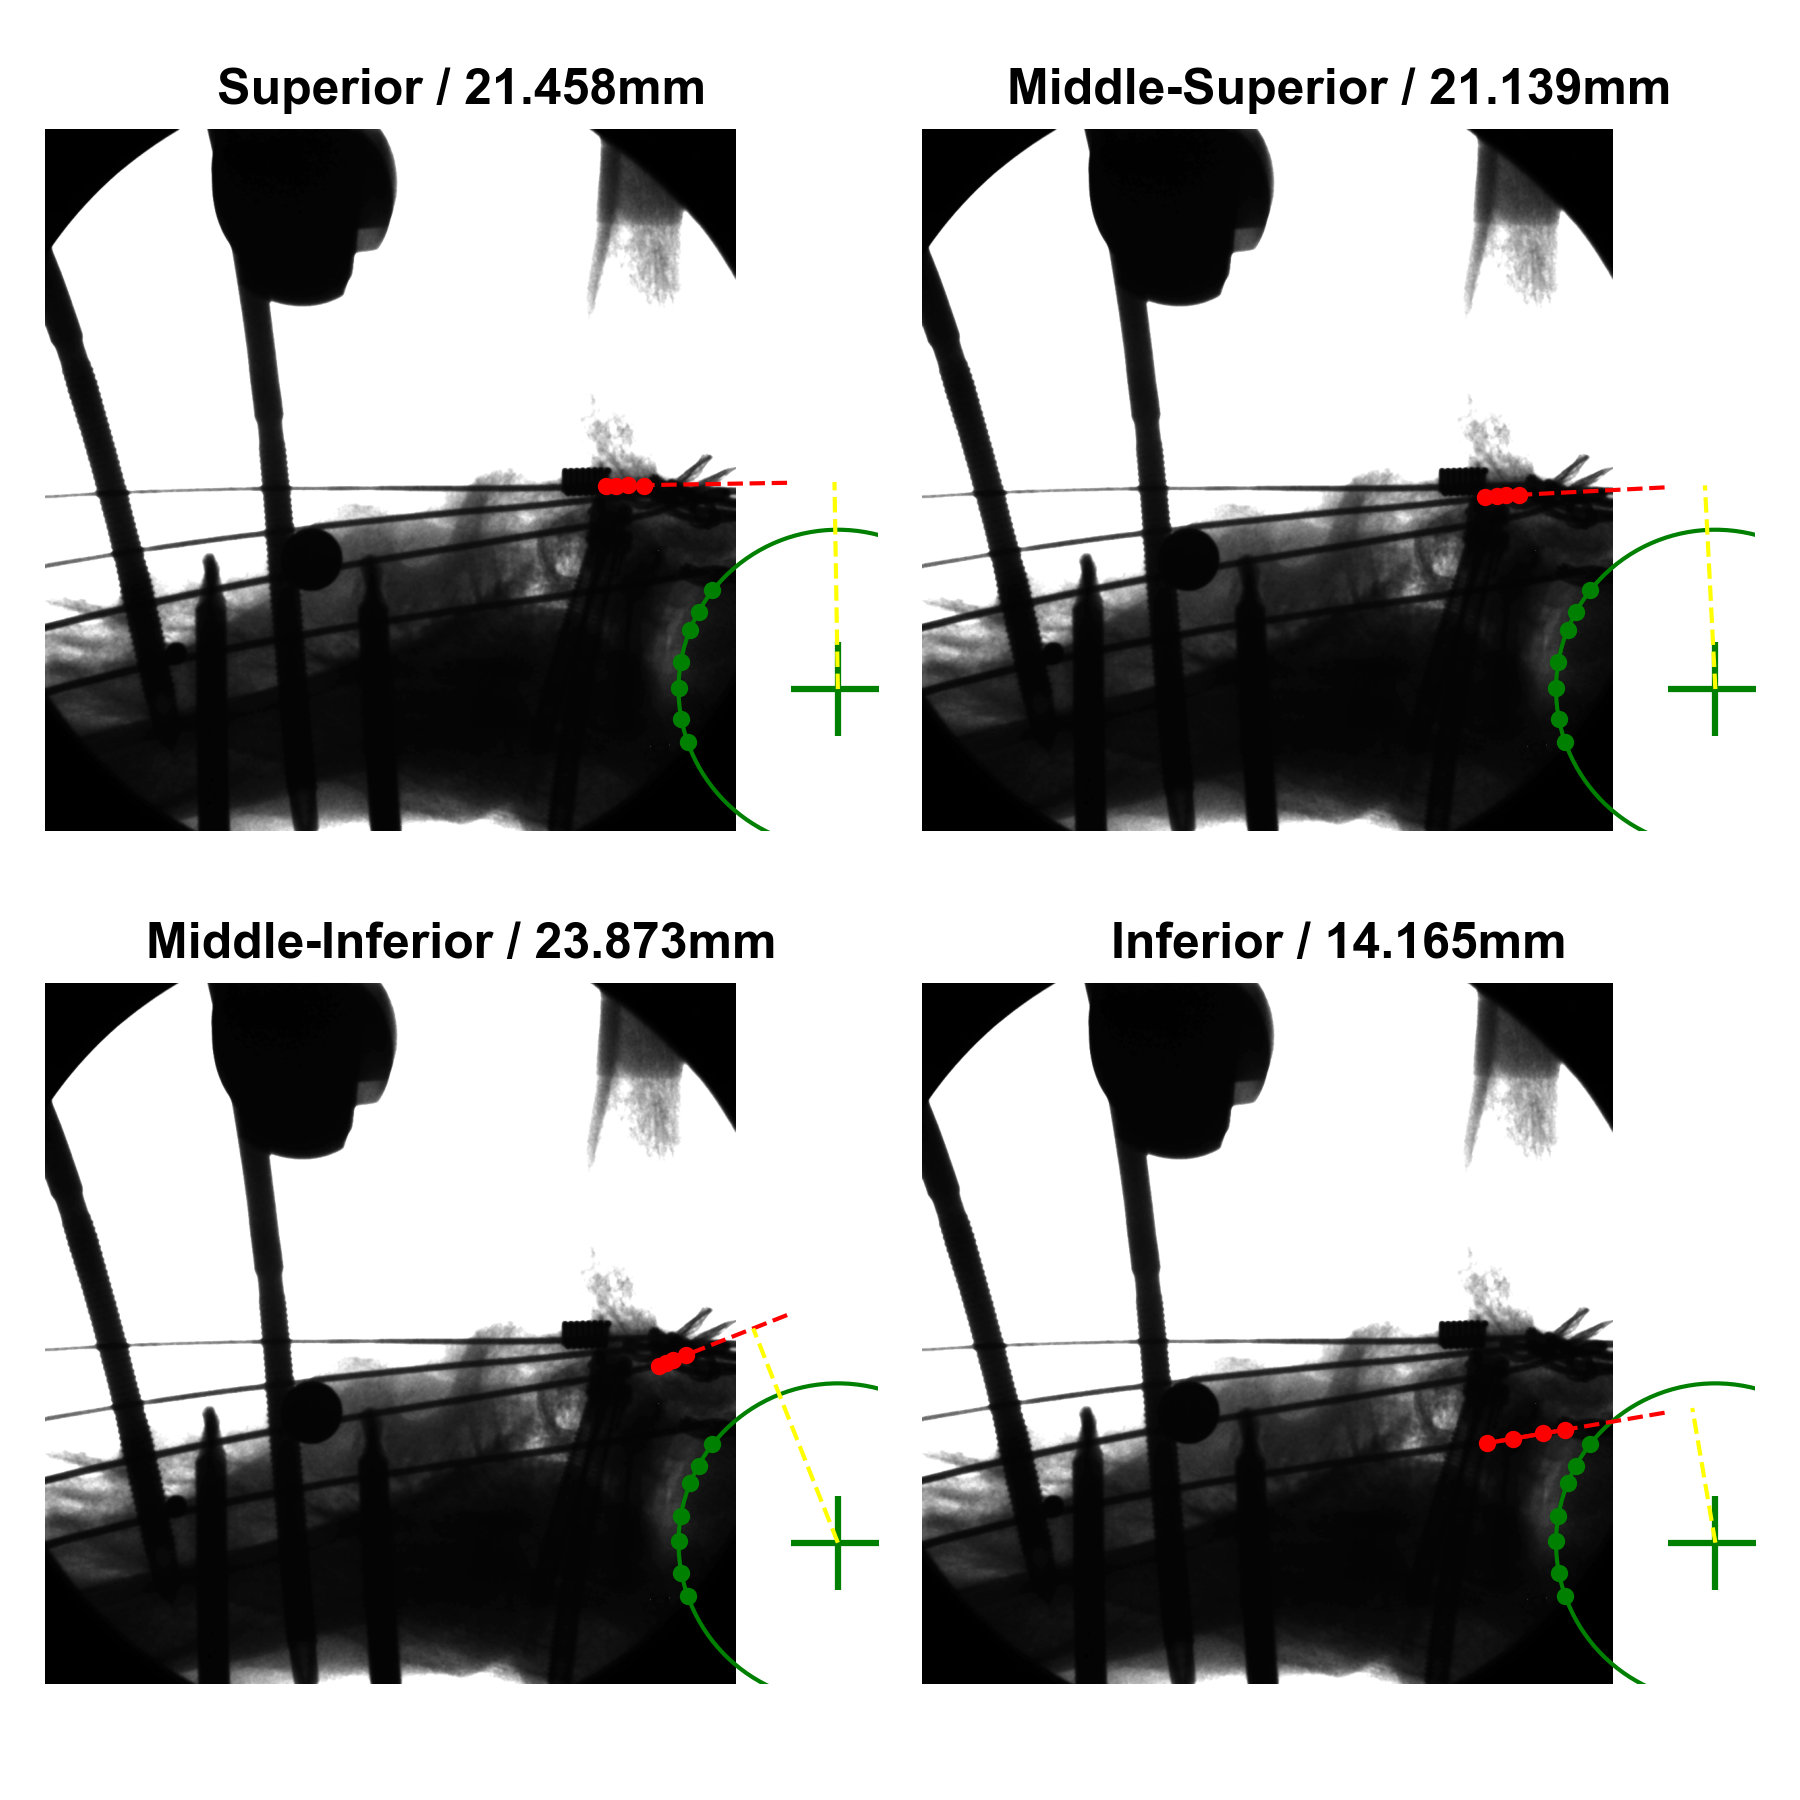 Superior / 21.458mm
Middle-Superior / 21.139mm
Middle-Inferior / 23.873mm
Inferior / 14.165mm